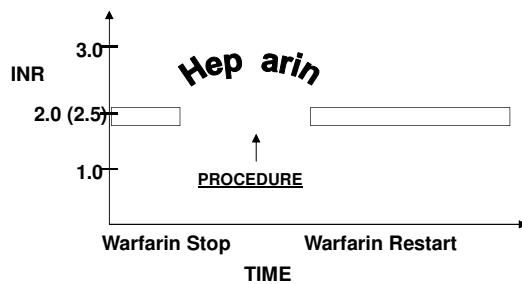 3.0
Hep arin
INR
2.0 (2.5)
1.0
PROCEDURE
Warfarin Stop Warfarin Restart
TIME